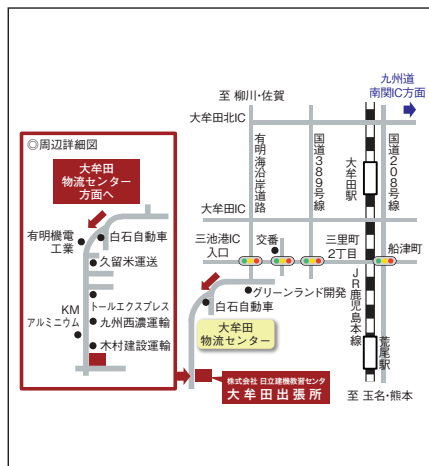 九州道
南関IC方面
至 柳川・佐賀
大牟田北IC
有明海沿岸道路
国道389号線
大牟田駅
国道208号線
大牟田IC
三池港IC
入口
交番
三里町
2丁目
船津町
グリーンランド開発
白石自動車
大牟田
物流センター
JR鹿児島本線
荒尾駅
株式会社 日立建機教習センタ
大牟田出張所
至 玉名・熊本
◎周辺詳細図
大牟田
物流センター
方面へ
有明機電
工業
白石自動車
久留米運送
トールエクスプレス
KM
アルミニウム
九州西濃運輸
木村建設運輸